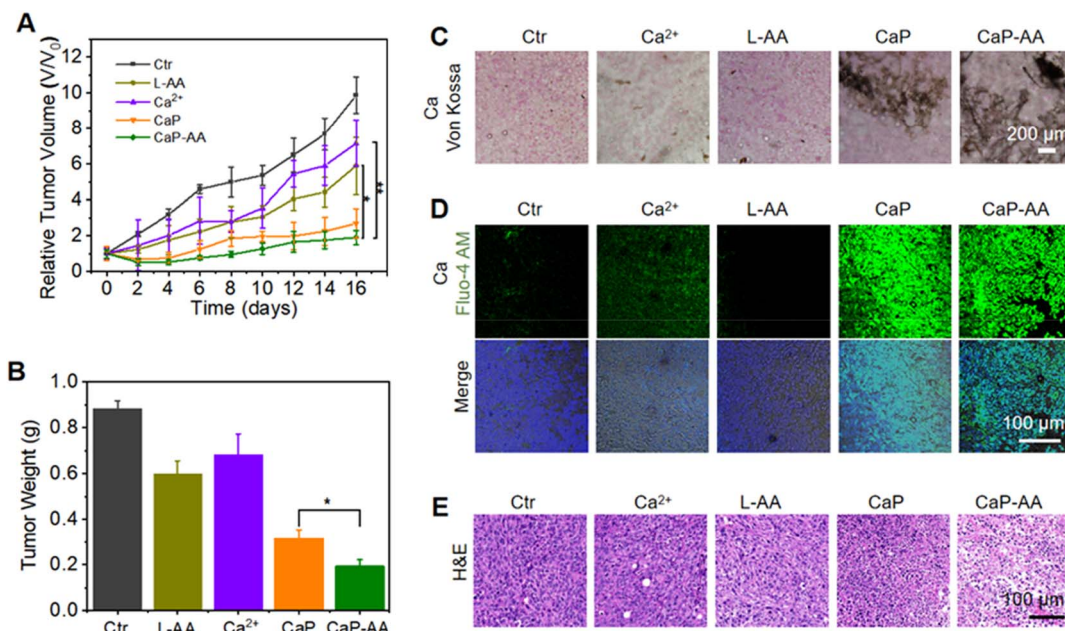 A
Relative Tumor Volume (V/V₀)
12
10
8
6
4
2
0
Ctr
L-AA
Ca²⁺
CaP
CaP-AA
*
**
0 2 4 6 8 10 12 14 16
Time (days)
B
Tumor Weight (g)
1.0
0.8
0.6
0.4
0.2
0.0
*
Ctr L-AA Ca²⁺ CaP CaP-AA
C
Ctr Ca²⁺ L-AA CaP CaP-AA
Ca
Von Kossa
200 μm
D
Ctr Ca²⁺ L-AA CaP CaP-AA
Ca
Fluo-4 AM
Merge
100 μm
E
Ctr Ca²⁺ L-AA CaP CaP-AA
H&E
100 μm